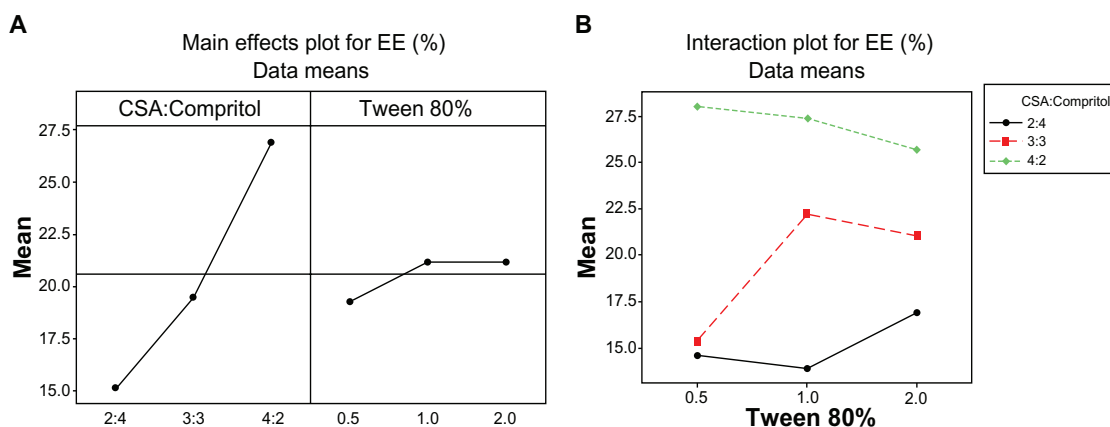 A
Main effects plot for EE (%)
Data means
CSA:Compritol Tween 80%
27.5
25.0
22.5
20.0
17.5
15.0
Mean
2:4 3:3 4:2 0.5 1.0 2.0
B
Interaction plot for EE (%)
Data means
27.5
25.0
22.5
20.0
17.5
15.0
Mean
0.5 1.0 2.0
Tween 80%
CSA:Compritol
2:4
3:3
4:2